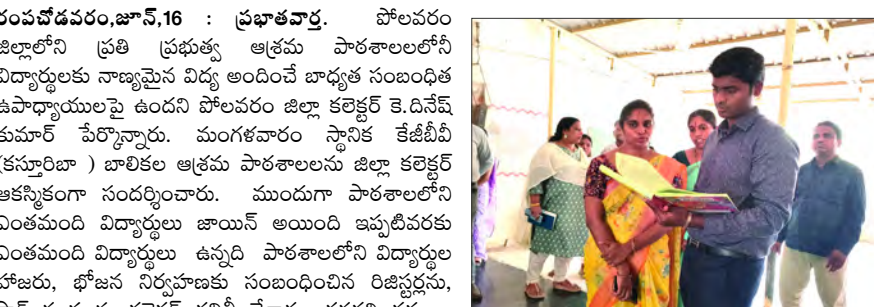 రంపచోడవరం,జూన్,16 : ప్రభాతవార్త. పోలవరం
జిల్లాలోని ప్రతి ప్రభుత్వ ఆశ్రమ పాఠశాలలలోని
విద్యార్థులకు నాణ్యమైన విద్య అందించే బాధ్యత సంబంధిత
ఉపాధ్యాయులపై ఉందని పోలవరం జిల్లా కలెక్టర్ కె.దినేష్
కుమార్ పేర్కొన్నారు. మంగళవారం స్థానిక కేజీబీవీ
(కస్తూరిబా ) బాలికల ఆశ్రమ పాఠశాలలను జిల్లా కలెక్టర్
ఆకస్మికంగా సందర్శించారు. ముందుగా పాఠశాలలోని
ఎంతమంది విద్యార్థులు జాయిన్ అయింది ఇప్పటివరకు
ఎంతమంది విద్యార్థులు ఉన్నది పాఠశాలలోని విద్యార్థుల
హాజరు, భోజన నిర్వహణకు సంబంధించిన రిజిస్టర్లను,